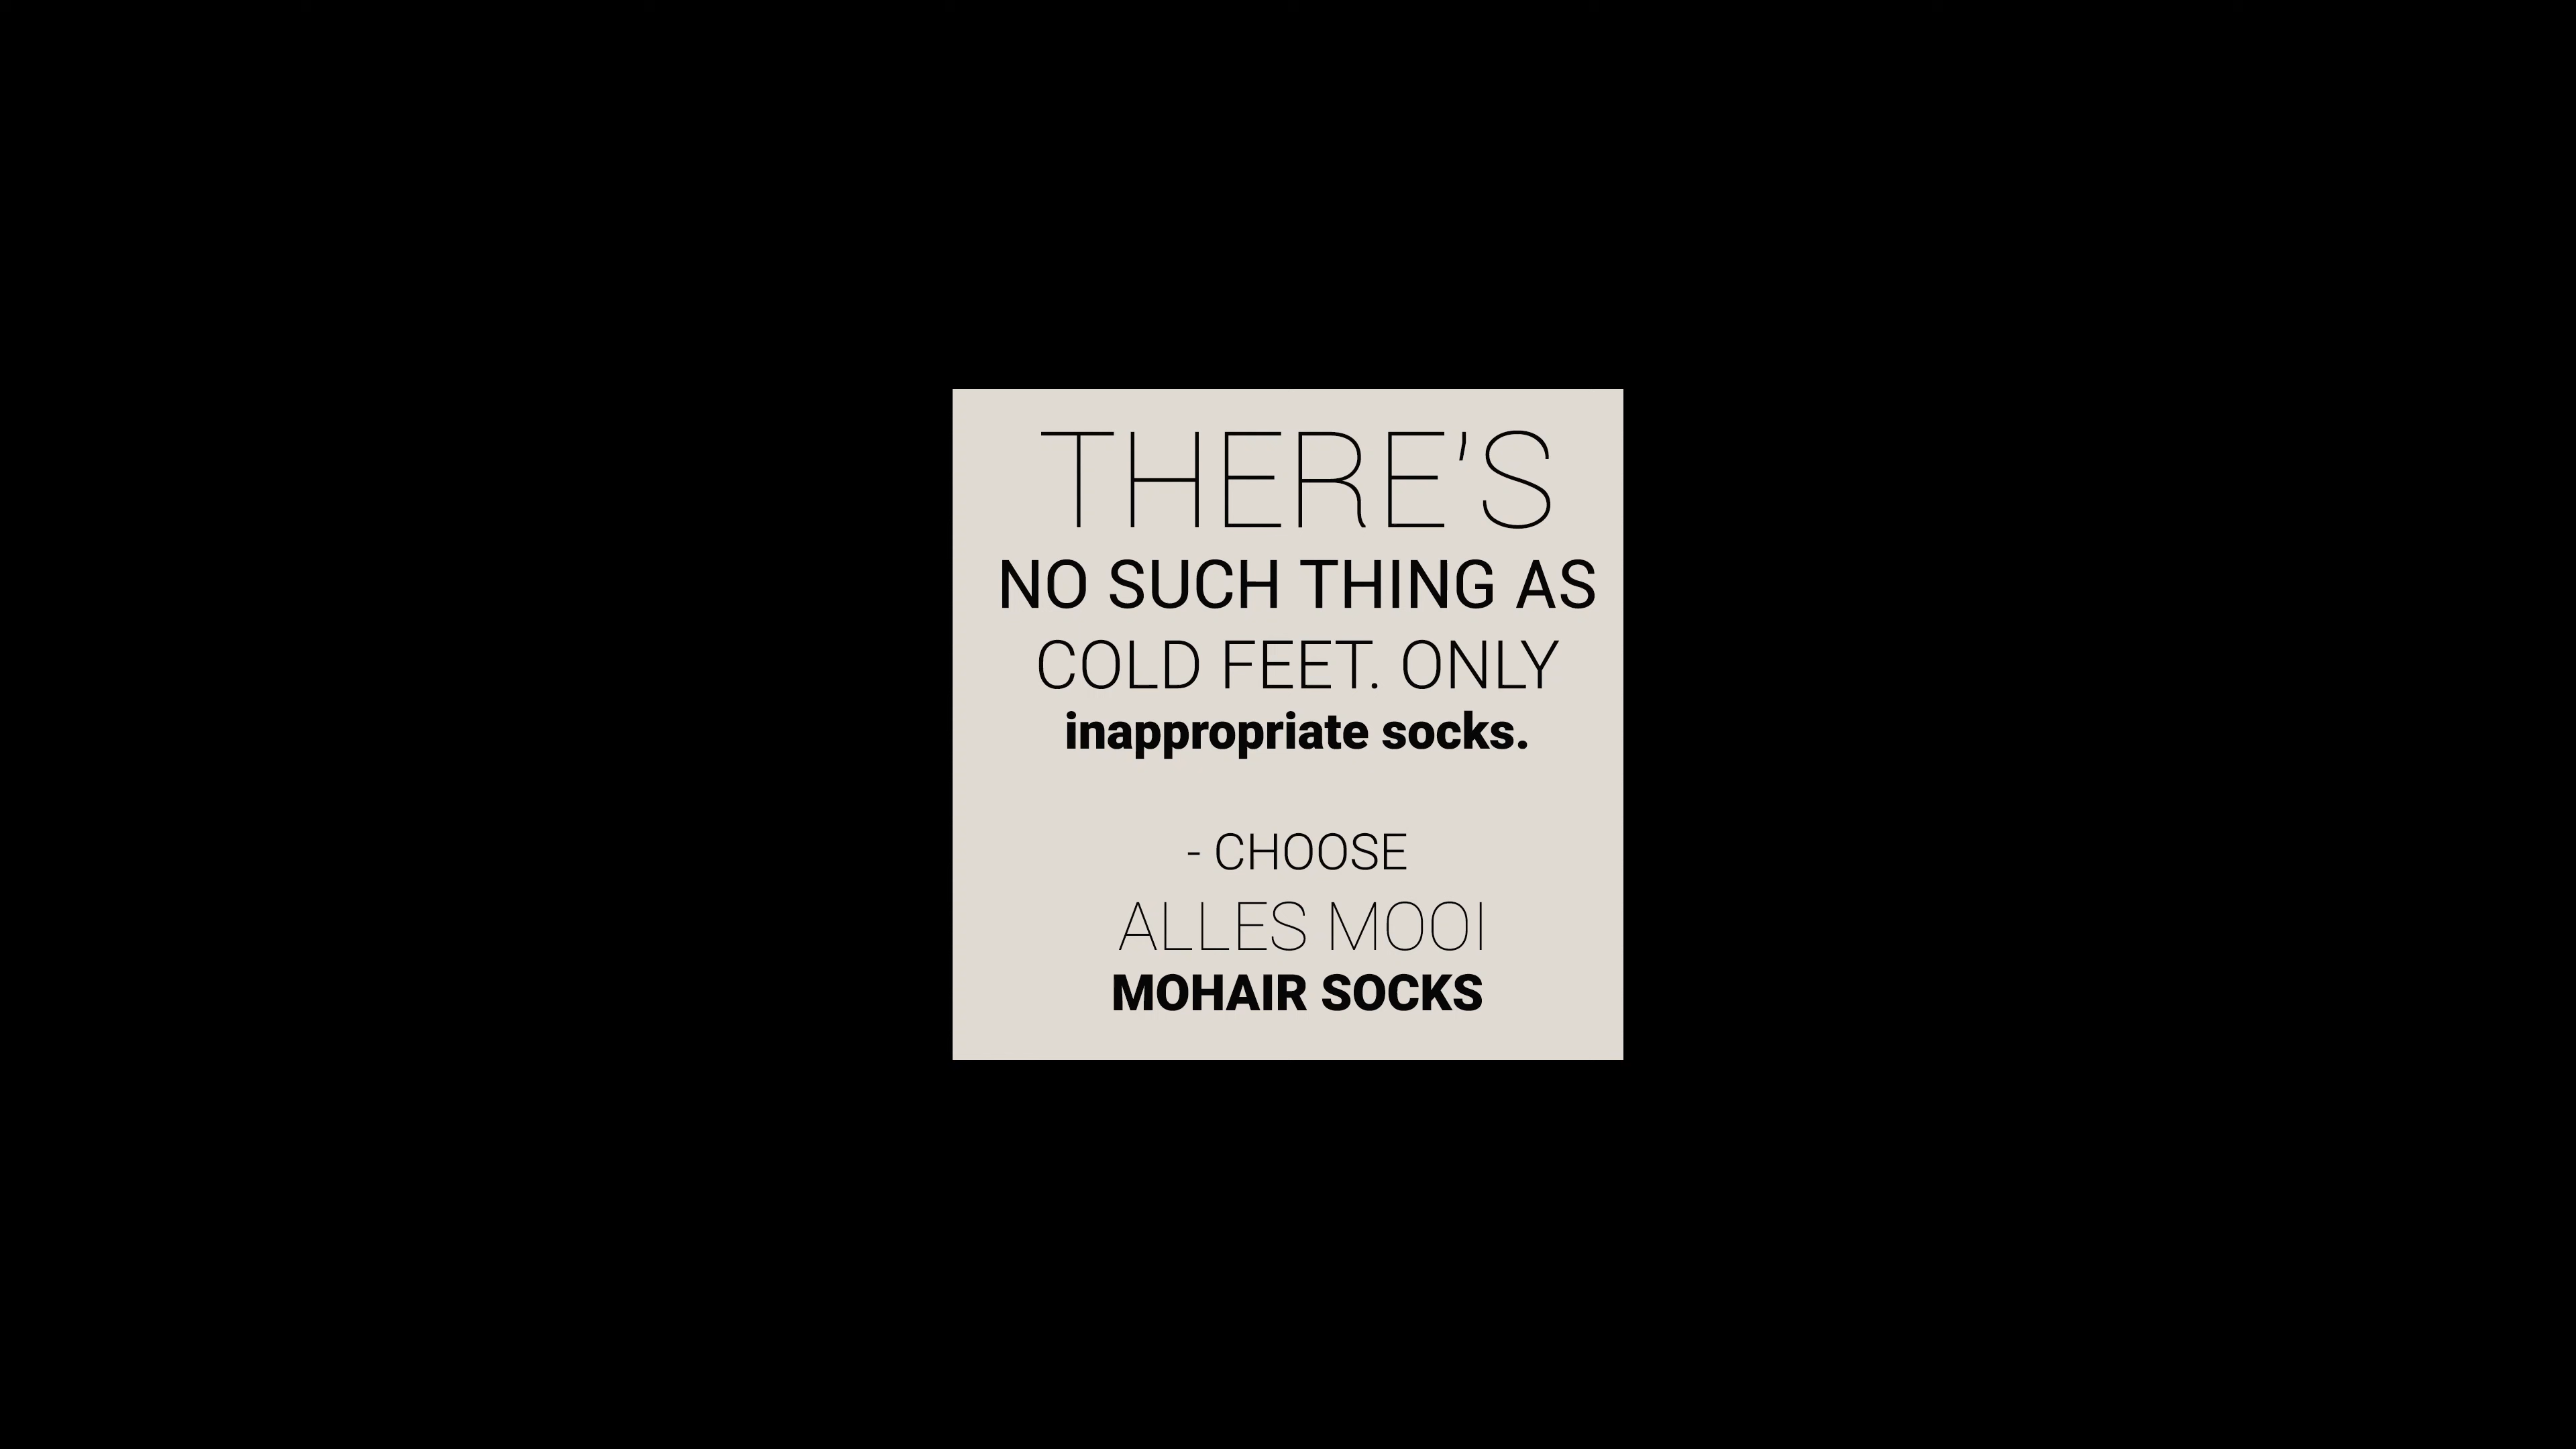 THERE'S
NO SUCH THING AS
COLD FEET. ONLY
inappropriate socks.
- CHOOSE
ALLES MOOI
MOHAIR SOCKS